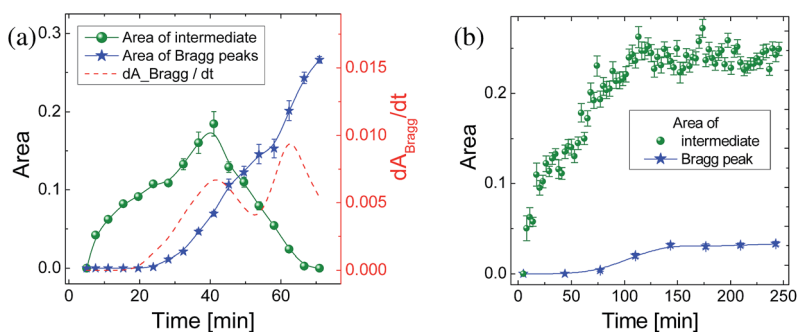 (a)
Area of intermediate
Area of Bragg peaks
dA_Bragg / dt
0.3
0.2
0.1
0.0
Area
0.015
0.010
0.005
0.000
dA_Bragg/dt
0
20
40
60
Time [min]
(b)
Area of
intermediate
Bragg peak
0.2
0.1
0.0
Area
0
50
100
150
200
250
Time [min]